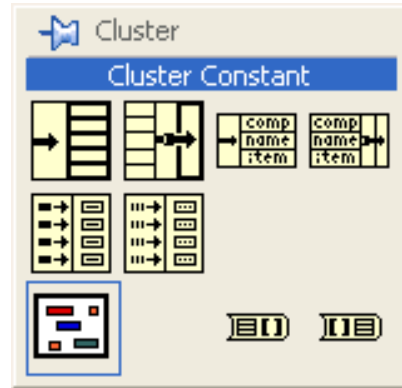 Cluster
Cluster Constant
comp
name
item
comp
name
item